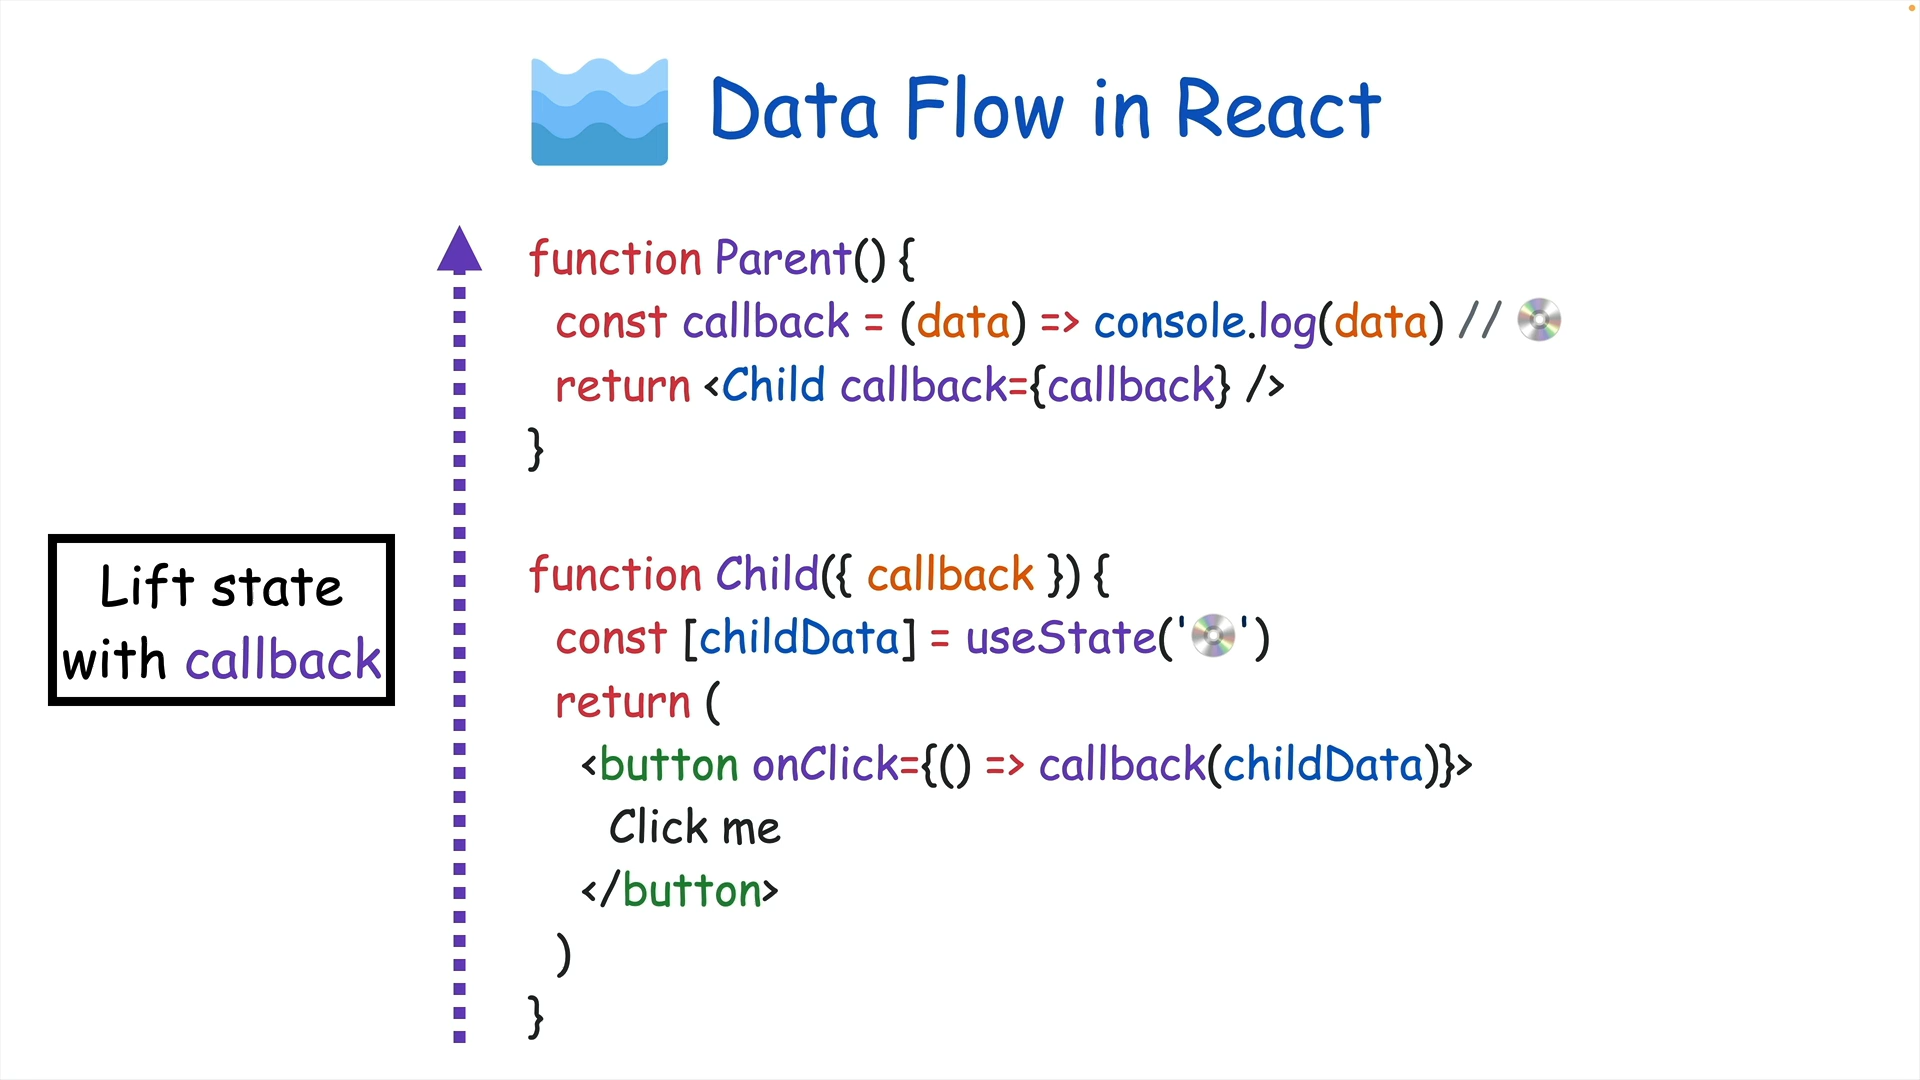 Data Flow in React
function Parent() {
const callback = (data) => console.log(data) // 💿
return <Child callback={callback} />
}
Lift state
with callback
function Child({ callback }) {
const [childData] = useState('💿')
return (
<button onClick={() => callback(childData)}>
Click me
</button>
)
}